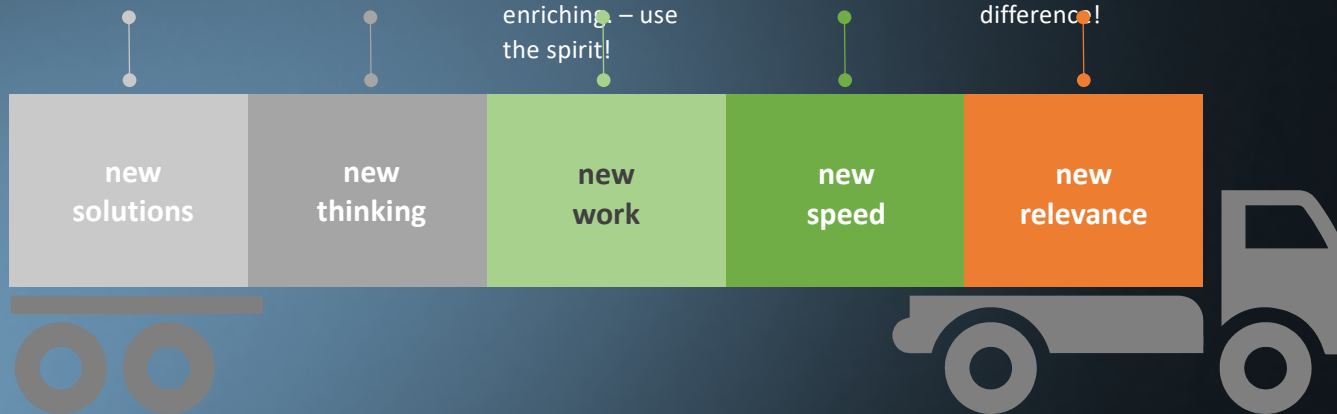 enriching. – use
the spirit!
difference!
new
solutions
new
thinking
new
work
new
speed
new
relevance